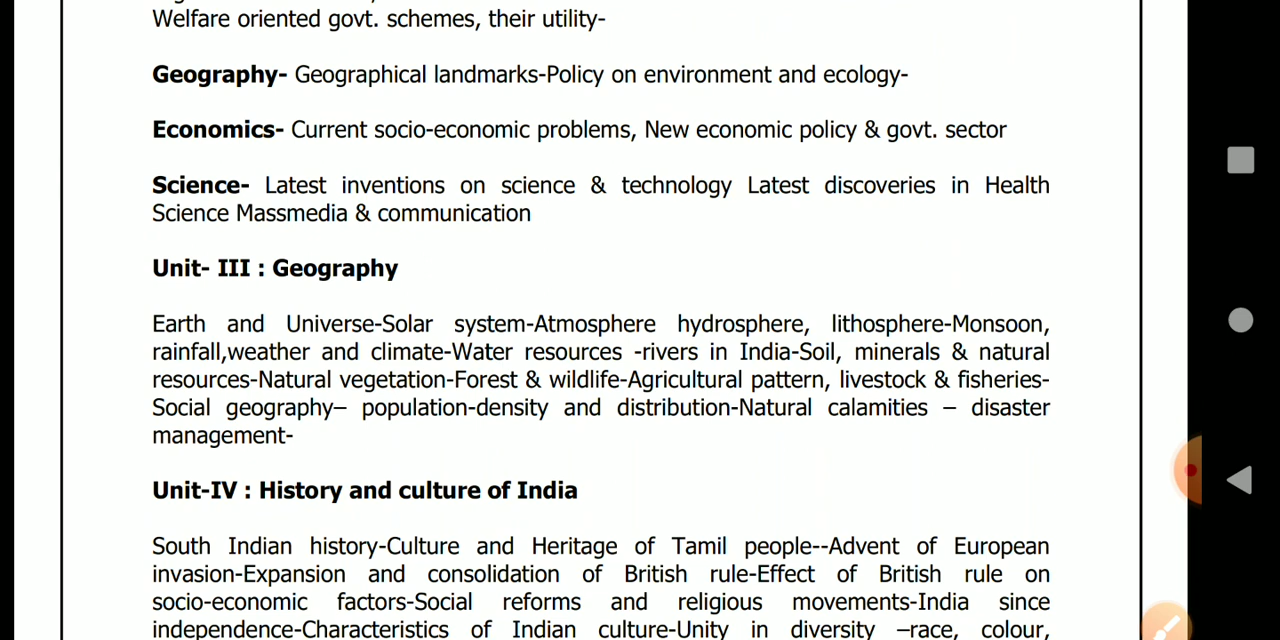 Welfare oriented govt. schemes, their utility-
Geography- Geographical landmarks-Policy on environment and ecology-
Economics- Current socio-economic problems, New economic policy & govt. sector
Science- Latest inventions on science & technology Latest discoveries in Health
Science Massmedia & communication
Unit- III : Geography
Earth and Universe-Solar system-Atmosphere hydrosphere, lithosphere-Monsoon,
rainfall,weather and climate-Water resources -rivers in India-Soil, minerals & natural
resources-Natural vegetation-Forest & wildlife-Agricultural pattern, livestock & fisheries-
Social geography– population-density and distribution-Natural calamities – disaster
management-
Unit-IV : History and culture of India
South Indian history-Culture and Heritage of Tamil people--Advent of European
invasion-Expansion and consolidation of British rule-Effect of British rule on
socio-economic factors-Social reforms and religious movements-India since
independence-Characteristics of Indian culture-Unity in diversity –race, colour,